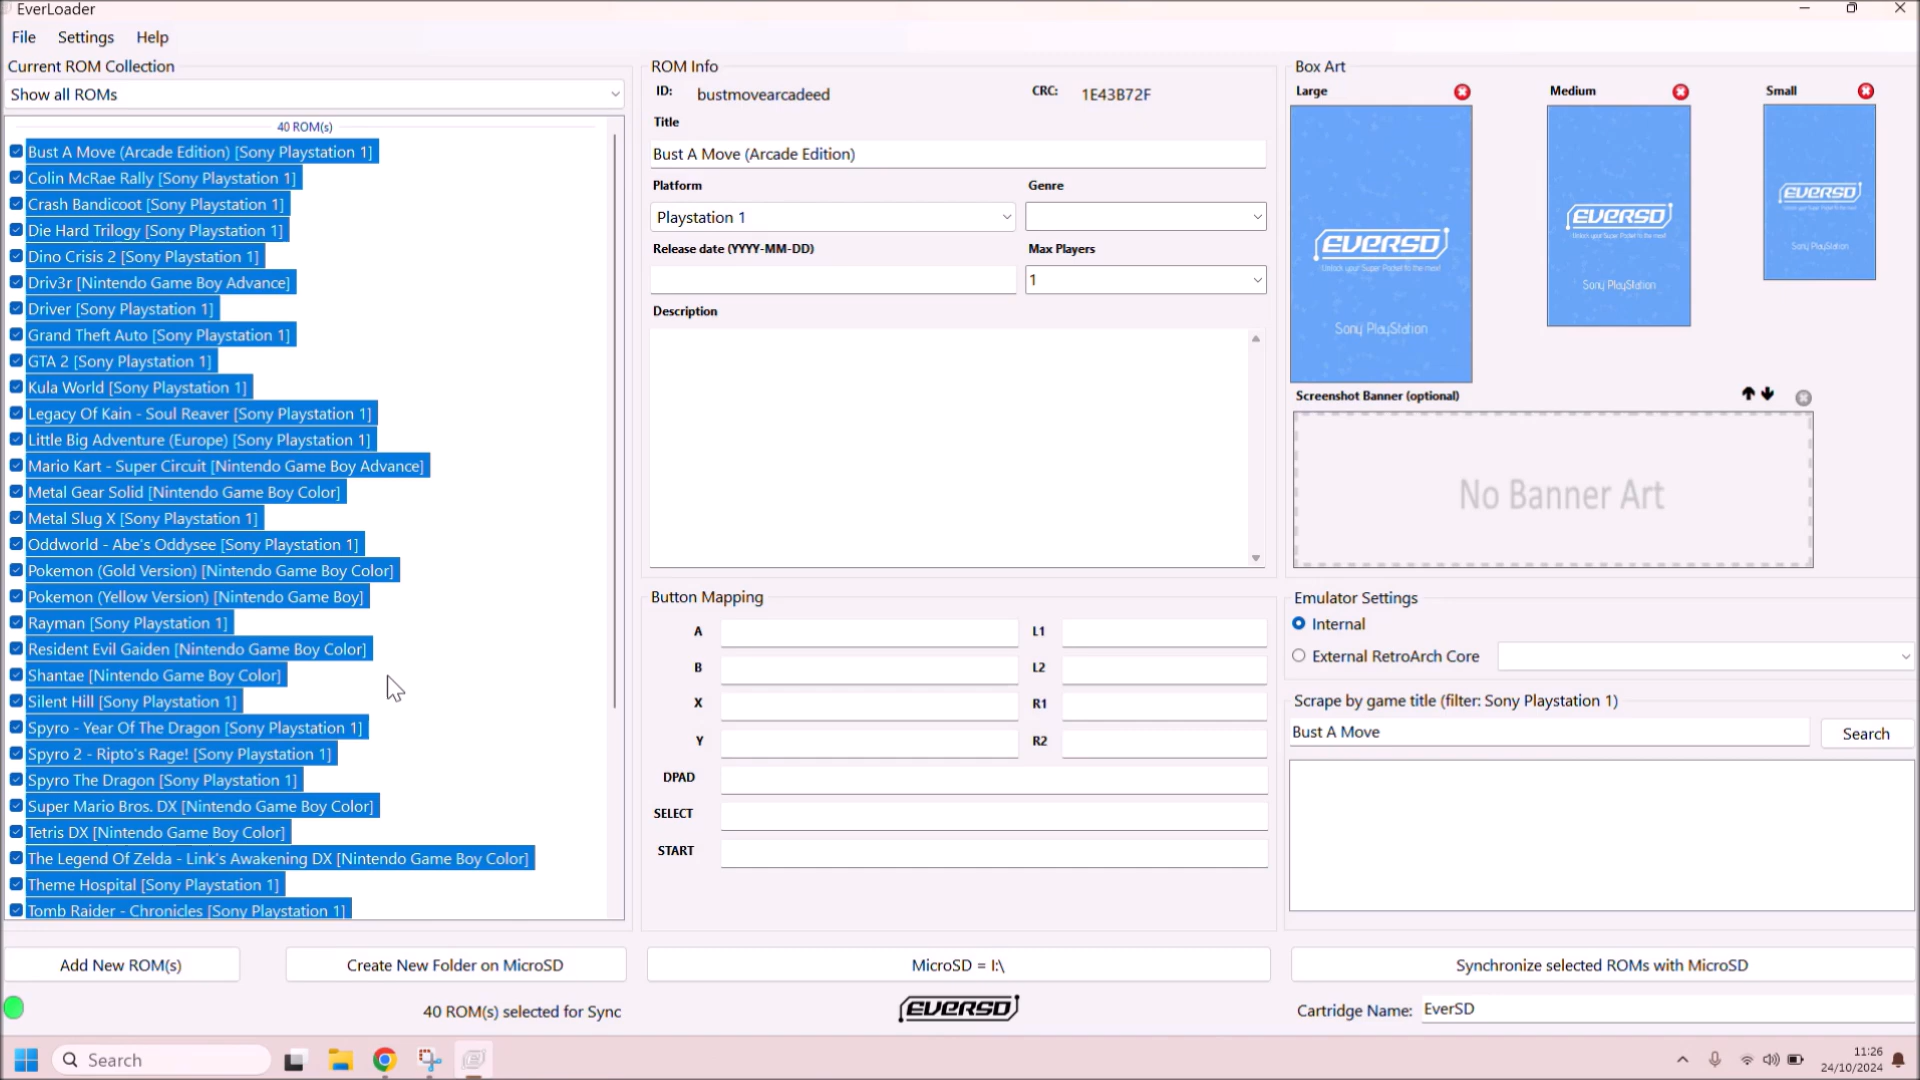 EverLoader
File Settings Help
Current ROM Collection
Show all ROMs
40 ROM(s)
Bust A Move (Arcade Edition) [Sony Playstation 1]
Colin McRae Rally [Sony Playstation 1]
Crash Bandicoot [Sony Playstation 1]
Die Hard Trilogy [Sony Playstation 1]
Dino Crisis 2 [Sony Playstation 1]
Driv3r [Nintendo Game Boy Advance]
Driver [Sony Playstation 1]
Grand Theft Auto [Sony Playstation 1]
GTA 2 [Sony Playstation 1]
Kula World [Sony Playstation 1]
Legacy Of Kain - Soul Reaver [Sony Playstation 1]
Little Big Adventure (Europe) [Sony Playstation 1]
Mario Kart - Super Circuit [Nintendo Game Boy Advance]
Metal Gear Solid [Nintendo Game Boy Color]
Metal Slug X [Sony Playstation 1]
Oddworld - Abe's Oddysee [Sony Playstation 1]
Pokemon (Gold Version) [Nintendo Game Boy Color]
Pokemon (Yellow Version) [Nintendo Game Boy]
Rayman [Sony Playstation 1]
Resident Evil Gaiden [Nintendo Game Boy Color]
Shantae [Nintendo Game Boy Color]
Silent Hill [Sony Playstation 1]
Spyro - Year Of The Dragon [Sony Playstation 1]
Spyro 2 - Ripto's Rage! [Sony Playstation 1]
Spyro The Dragon [Sony Playstation 1]
Super Mario Bros. DX [Nintendo Game Boy Color]
Tetris DX [Nintendo Game Boy Color]
The Legend Of Zelda - Link's Awakening DX [Nintendo Game Boy Color]
Theme Hospital [Sony Playstation 1]
Tomb Raider - Chronicles [Sony Playstation 1]
Add New ROM(s)
Create New Folder on MicroSD
40 ROM(s) selected for Sync
ROM Info
ID: bustmovearcadeed CRC: 1E43B72F
Title
Bust A Move (Arcade Edition)
Platform Genre
Playstation 1
Release date (YYYY-MM-DD) Max Players
1
Description
Button Mapping
A L1
B L2
X R1
Y R2
DPAD
SELECT
START
MicroSD = I:\
EVERSD
Box Art
Large Medium Small
EVERSD
Unlock your Super Pocket to the max!
Sony PlayStation
EVERSD
Unlock your Super Pocket to the max!
Sony PlayStation
EVERSD
Sony PlayStation
Screenshot Banner (optional)
No Banner Art
Emulator Settings
Internal
External RetroArch Core
Scrape by game title (filter: Sony Playstation 1)
Bust A Move
Search
Synchronize selected ROMs with MicroSD
Cartridge Name: EverSD
Search
11:26
24/10/2024